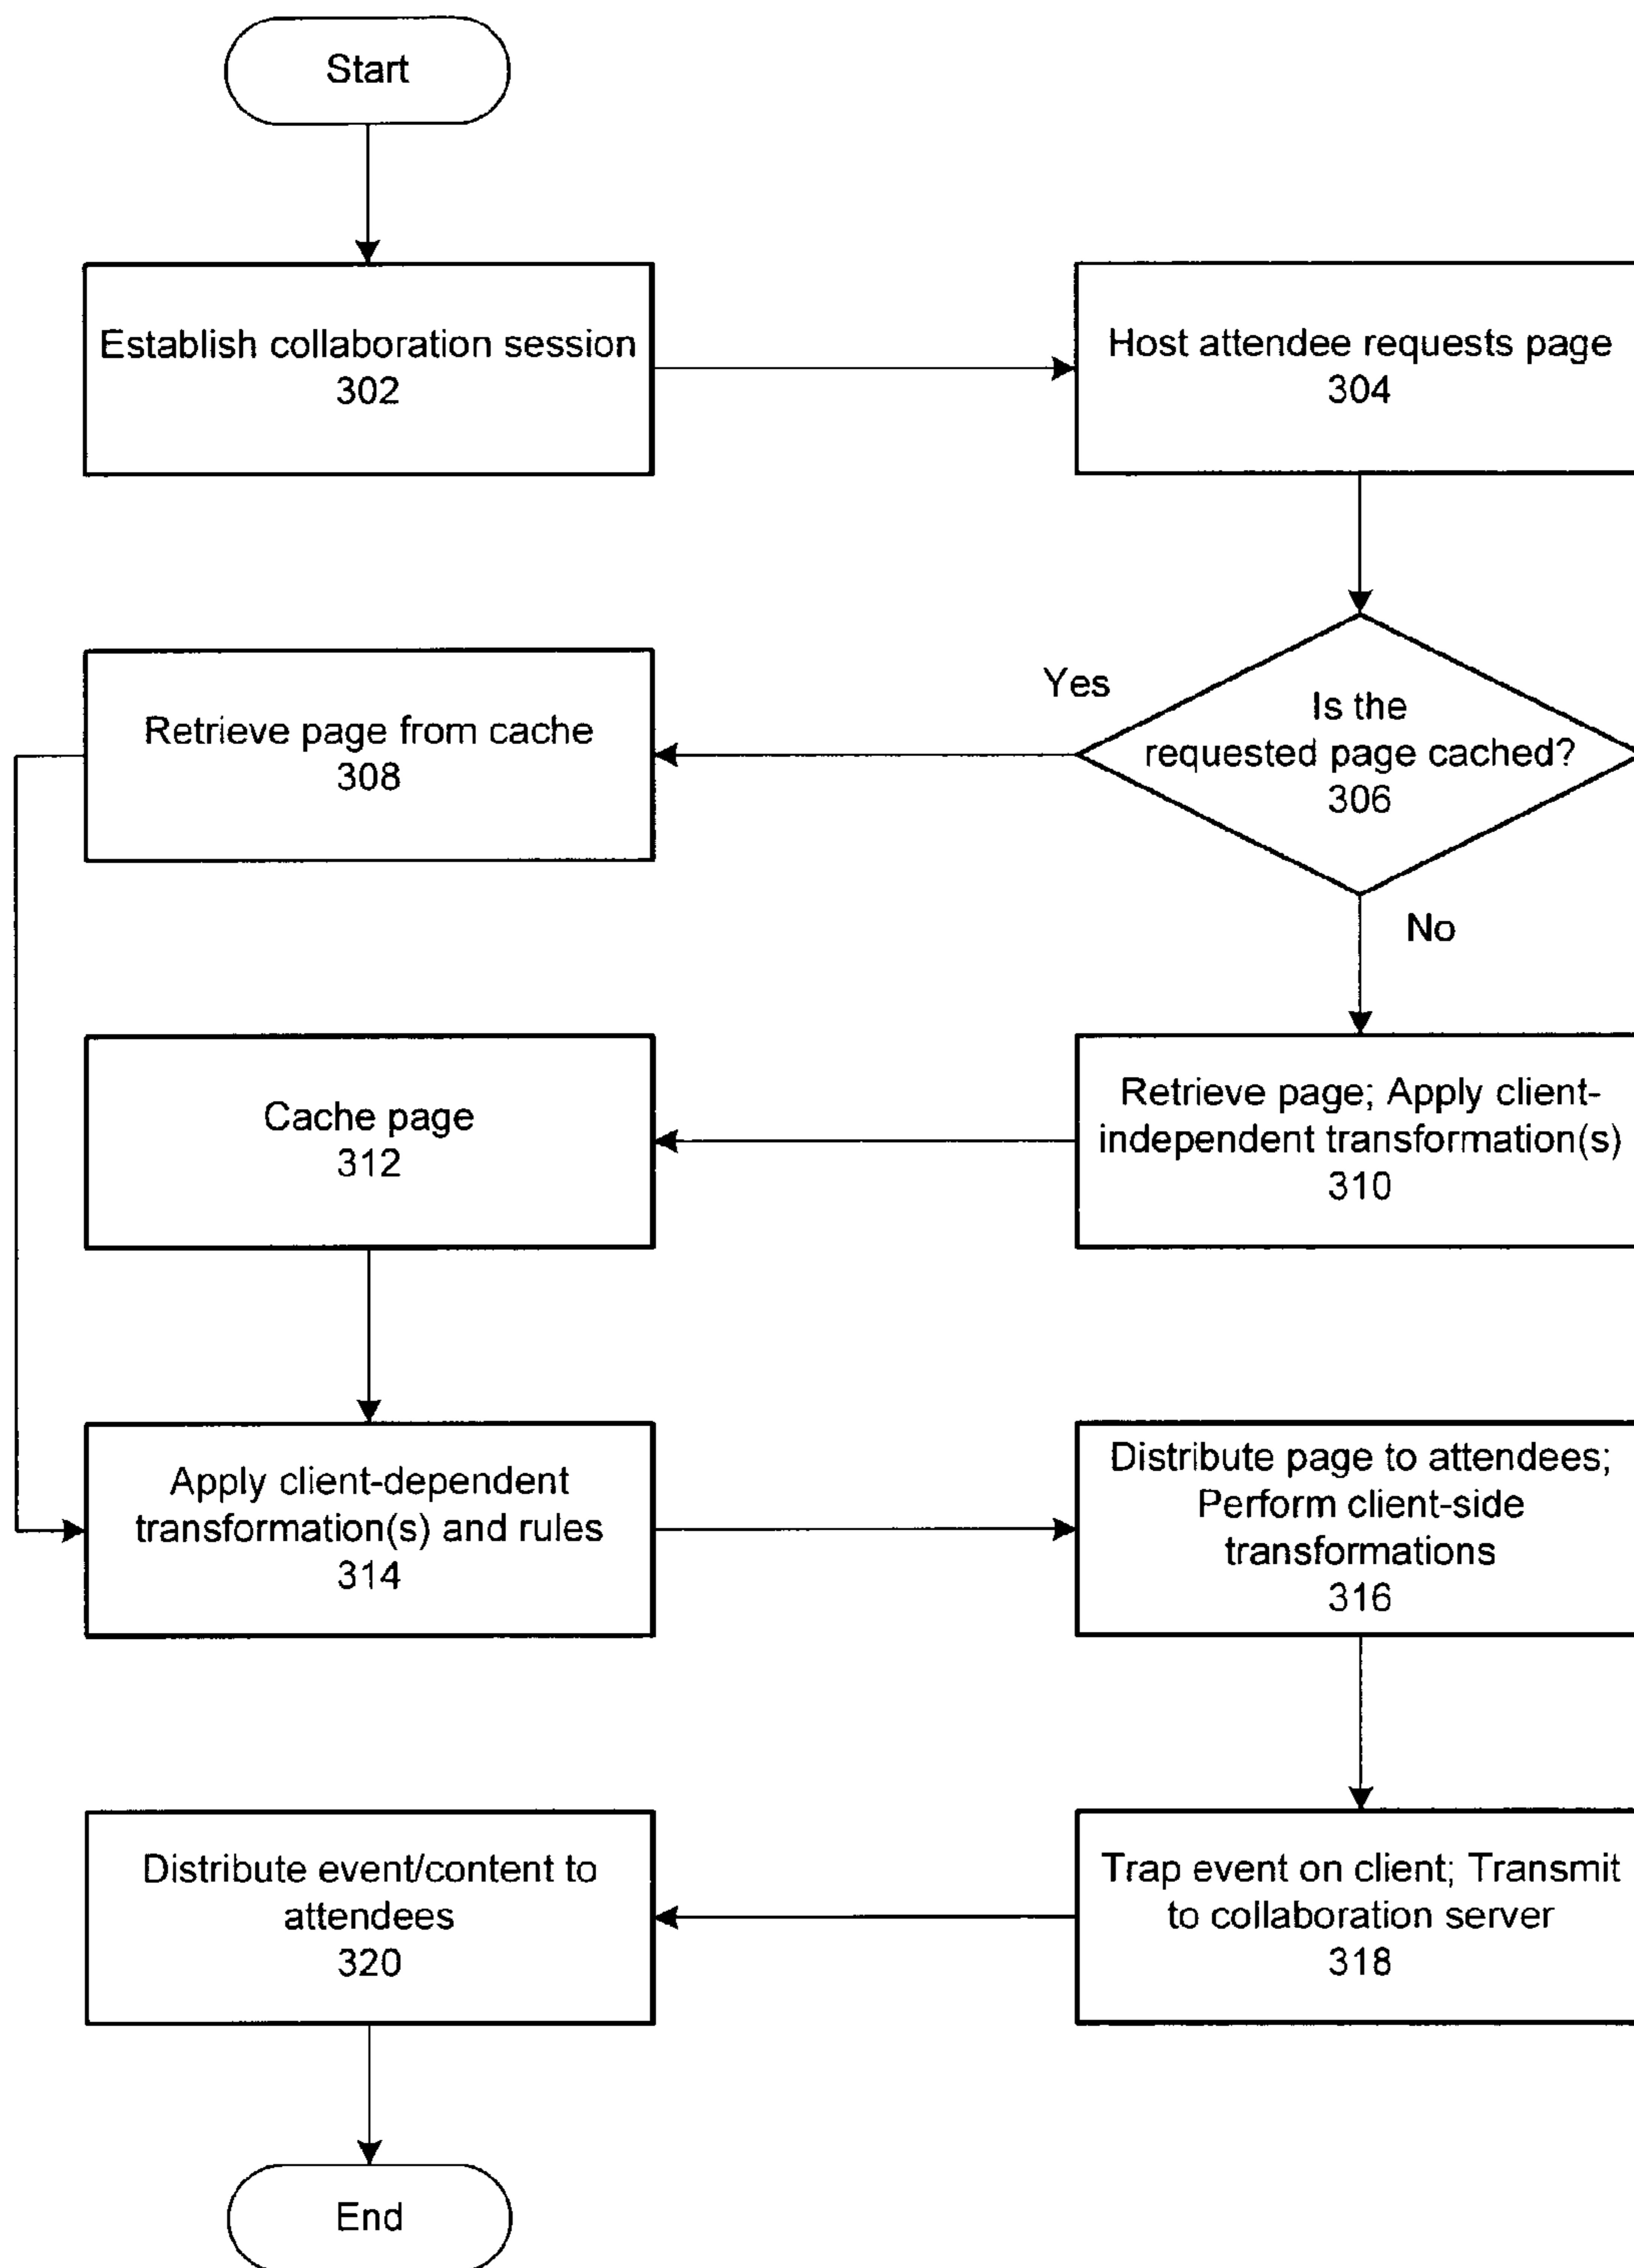 Start
Establish collaboration session
302
Host attendee requests page
304
Yes
Is the
requested page cached?
306
Retrieve page from cache
308
No
Retrieve page; Apply client-
independent transformation(s)
310
Cache page
312
Apply client-dependent
transformation(s) and rules
314
Distribute page to attendees;
Perform client-side
transformations
316
Trap event on client; Transmit
to collaboration server
318
Distribute event/content to
attendees
320
End